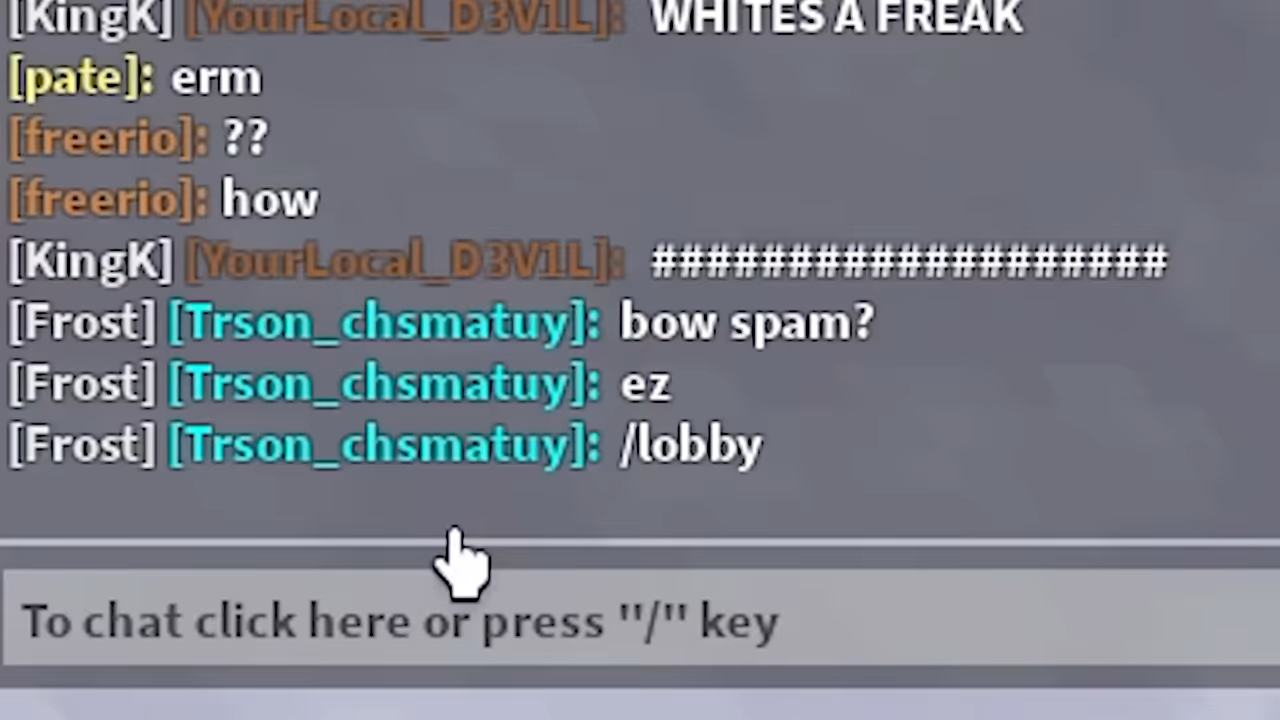 [KingK] [YourLocal_D3V1L]: WHITES A FREAK
[pate]: erm
[freerio]: ??
[freerio]: how
[KingK] [YourLocal_D3V1L]: ###################
[Frost] [Trson_chsmatuy]: bow spam?
[Frost] [Trson_chsmatuy]: ez
[Frost] [Trson_chsmatuy]: /lobby
To chat click here or press "/" key